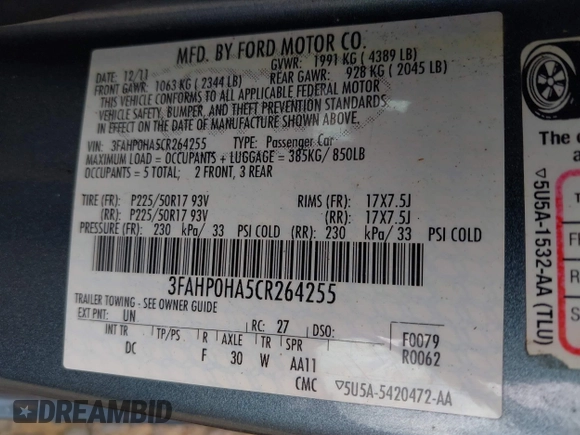 MFD. BY FORD MOTOR CO.
DATE: 12/11 GVWR: 1991 KG ( 4389 LB)
FRONT GAWR: 1063 KG ( 2344 LB) REAR GAWR: 928 KG ( 2045 LB)
THIS VEHICLE CONFORMS TO ALL APPLICABLE FEDERAL MOTOR
VEHICLE SAFETY, BUMPER, AND THEFT PREVENTION STANDARDS
IN EFFECT ON THE DATE OF MANUFACTURE SHOWN ABOVE.
VIN: 3FAHP0HA5CR264255 TYPE: Passenger Car
MAXIMUM LOAD = OCCUPANTS + LUGGAGE = 385KG/ 850LB
OCCUPANTS = 5 TOTAL; 2 FRONT, 3 REAR
TIRE (FR): P225/50R17 93V RIMS (FR): 17X7.5J
(RR): P225/50R17 93V (RR): 17X7.5J
PRESSURE (FR): 230 kPa/ 33 PSI COLD (RR): 230 kPa/ 33 PSI COLD
3FAHP0HA5CR264255
TRAILER TOWING - SEE OWNER GUIDE
EXT PNT: UN RC: 27 DSO: F0079
INT TR TP/PS R AXLE TR SPR R0062
DC F 30 W AA11
CMC ▽5U5A-5420472-AA
▽5U5A-1532-AA (TLU)
The c
af
T
FF
R
S
DREAMBID